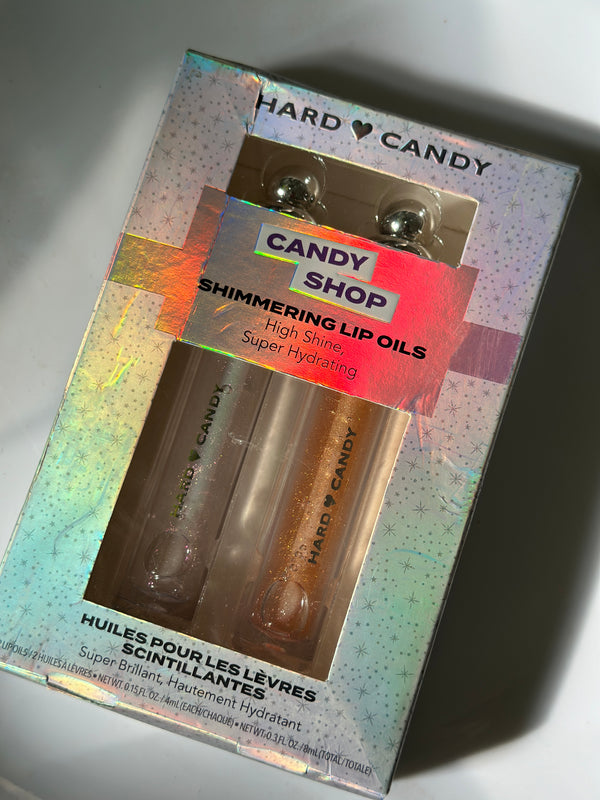 HARD ♥ CANDY
CANDY
SHOP
SHIMMERING LIP OILS
High Shine,
Super Hydrating
HARD ♥ CANDY
HARD ♥ CANDY
HUILES POUR LES LÈVRES
SCINTILLANTES
Super Brillant, Hautement Hydratant
2 LIP OILS / 2 HUILES À LÈVRES • NET WT. 0.15 FL. OZ. / 4mL (EACH/CHAQUE) • NET WT. 0.3 FL. OZ. / 8mL (TOTAL/TOTALE)